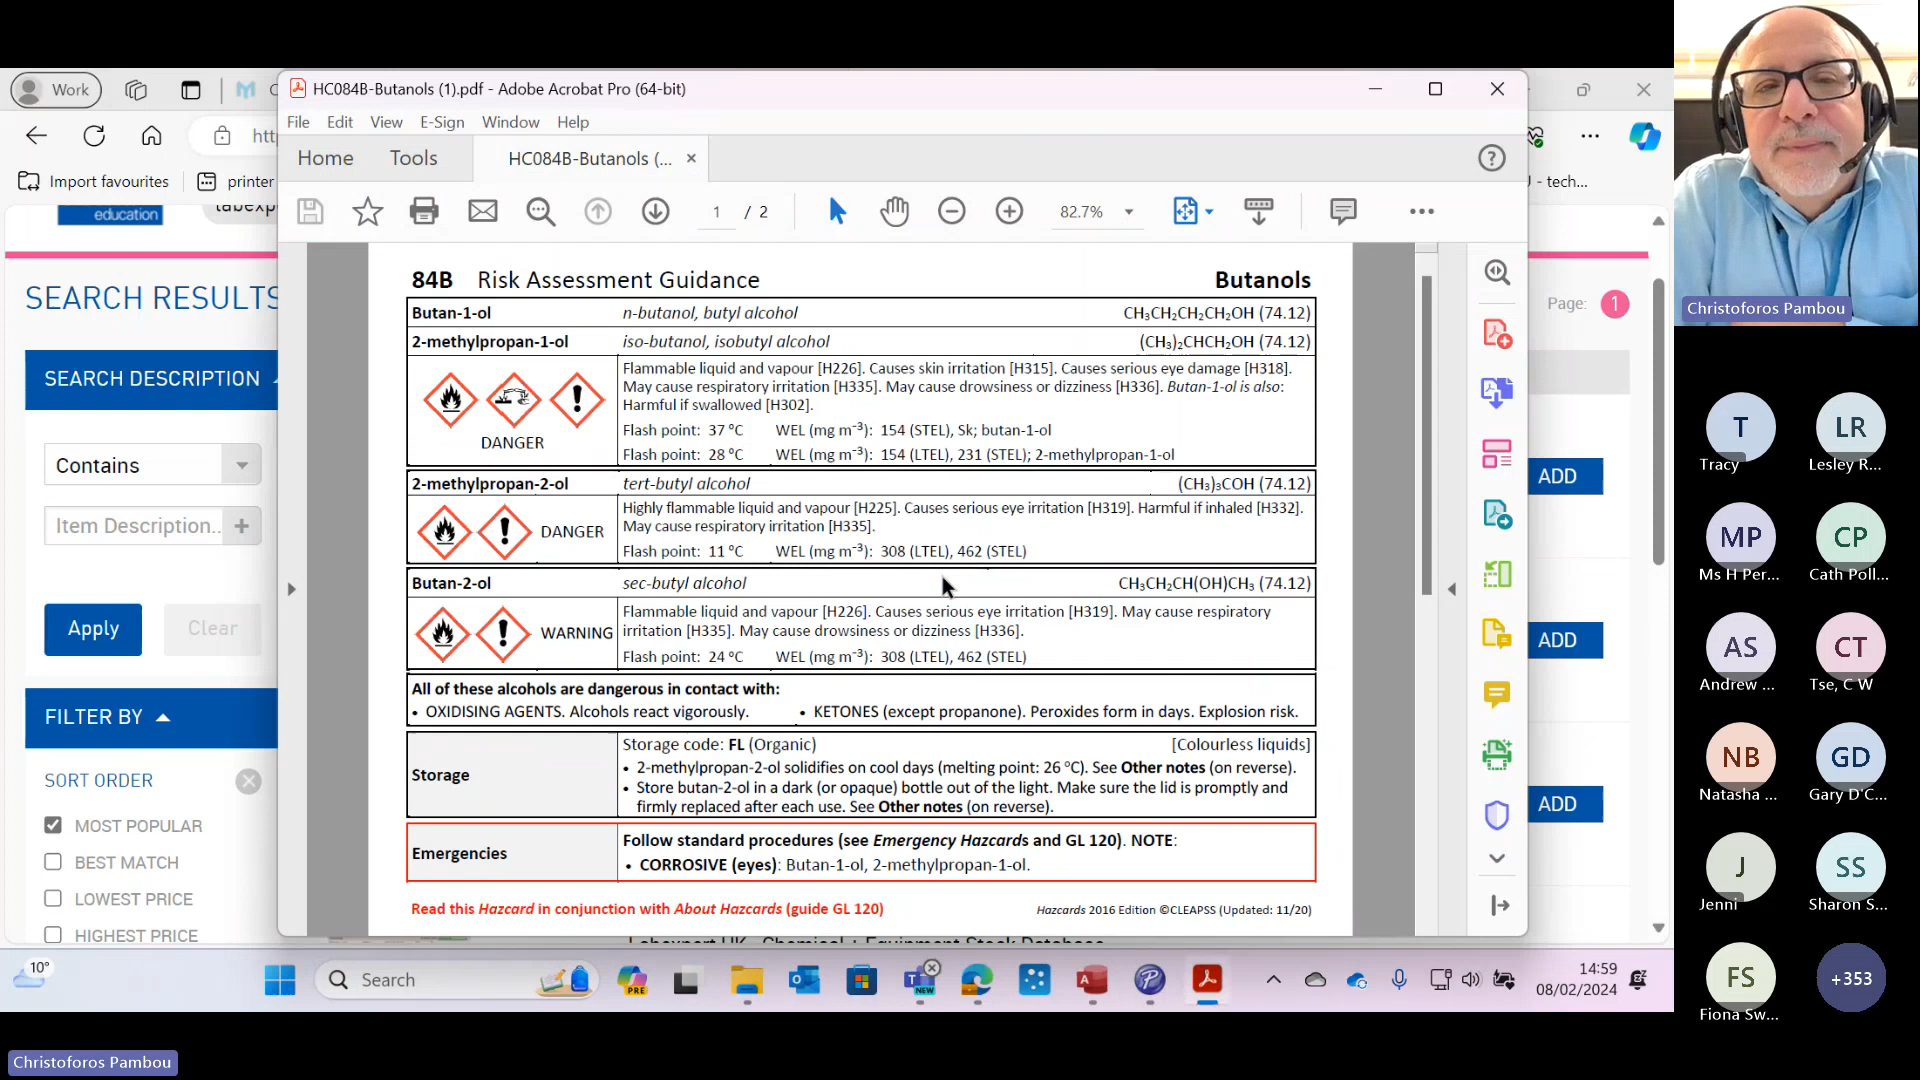 Work
HC084B-Butanols (1).pdf - Adobe Acrobat Pro (64-bit)
File Edit View E-Sign Window Help
Home Tools HC084B-Butanols (...
Import favourites printer
- tech...
education
1 / 2 82.7%
SEARCH RESULTS
Page: 1
SEARCH DESCRIPTION
Contains
Item Description..
Apply Clear
FILTER BY
SORT ORDER
MOST POPULAR
BEST MATCH
LOWEST PRICE
HIGHEST PRICE
ADD
ADD
ADD
84B Risk Assessment Guidance Butanols
Butan-1-ol n-butanol, butyl alcohol CH₃CH₂CH₂CH₂OH (74.12)
2-methylpropan-1-ol iso-butanol, isobutyl alcohol (CH₃)₂CHCH₂OH (74.12)
Flammable liquid and vapour [H226]. Causes skin irritation [H315]. Causes serious eye damage [H318].
May cause respiratory irritation [H335]. May cause drowsiness or dizziness [H336]. Butan-1-ol is also:
Harmful if swallowed [H302].
Flash point: 37 °C WEL (mg m⁻³): 154 (STEL), Sk; butan-1-ol
DANGER
Flash point: 28 °C WEL (mg m⁻³): 154 (LTEL), 231 (STEL); 2-methylpropan-1-ol
2-methylpropan-2-ol tert-butyl alcohol (CH₃)₃COH (74.12)
Highly flammable liquid and vapour [H225]. Causes serious eye irritation [H319]. Harmful if inhaled [H332].
May cause respiratory irritation [H335].
DANGER
Flash point: 11 °C WEL (mg m⁻³): 308 (LTEL), 462 (STEL)
Butan-2-ol sec-butyl alcohol CH₃CH₂CH(OH)CH₃ (74.12)
Flammable liquid and vapour [H226]. Causes serious eye irritation [H319]. May cause respiratory
irritation [H335]. May cause drowsiness or dizziness [H336].
WARNING
Flash point: 24 °C WEL (mg m⁻³): 308 (LTEL), 462 (STEL)
All of these alcohols are dangerous in contact with:
• OXIDISING AGENTS. Alcohols react vigorously. • KETONES (except propanone). Peroxides form in days. Explosion risk.
Storage
Storage code: FL (Organic) [Colourless liquids]
• 2-methylpropan-2-ol solidifies on cool days (melting point: 26 °C). See Other notes (on reverse).
• Store butan-2-ol in a dark (or opaque) bottle out of the light. Make sure the lid is promptly and
firmly replaced after each use. See Other notes (on reverse).
Emergencies
Follow standard procedures (see Emergency Hazcards and GL 120). NOTE:
• CORROSIVE (eyes): Butan-1-ol, 2-methylpropan-1-ol.
Read this Hazcard in conjunction with About Hazcards (guide GL 120) Hazcards 2016 Edition ©CLEAPSS (Updated: 11/20)
10°
Search
PRE
NEW
14:59
08/02/2024
Christoforos Pambou
T LR
Tracy Lesley R...
MP CP
Ms H Per... Cath Poll...
AS CT
Andrew ... Tse, C W
NB GD
Natasha ... Gary D'C...
J SS
Jenni Sharon S...
FS +353
Fiona Sw...
Christoforos Pambou